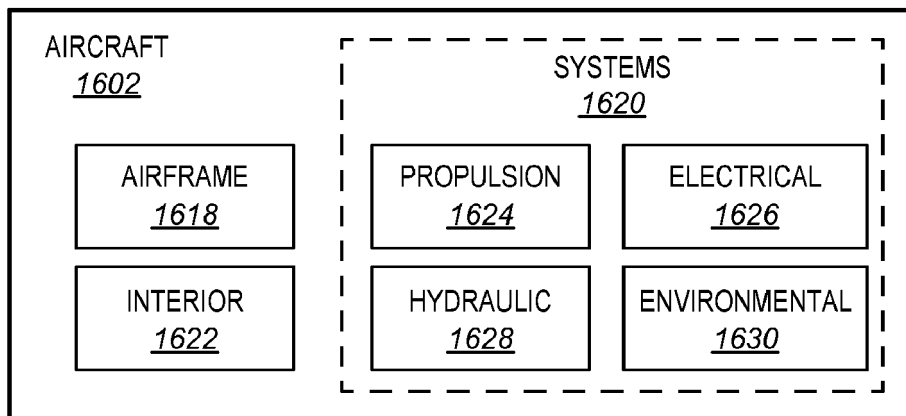 AIRCRAFT
1602
SYSTEMS
1620
AIRFRAME
1618
PROPULSION
1624
ELECTRICAL
1626
INTERIOR
1622
HYDRAULIC
1628
ENVIRONMENTAL
1630